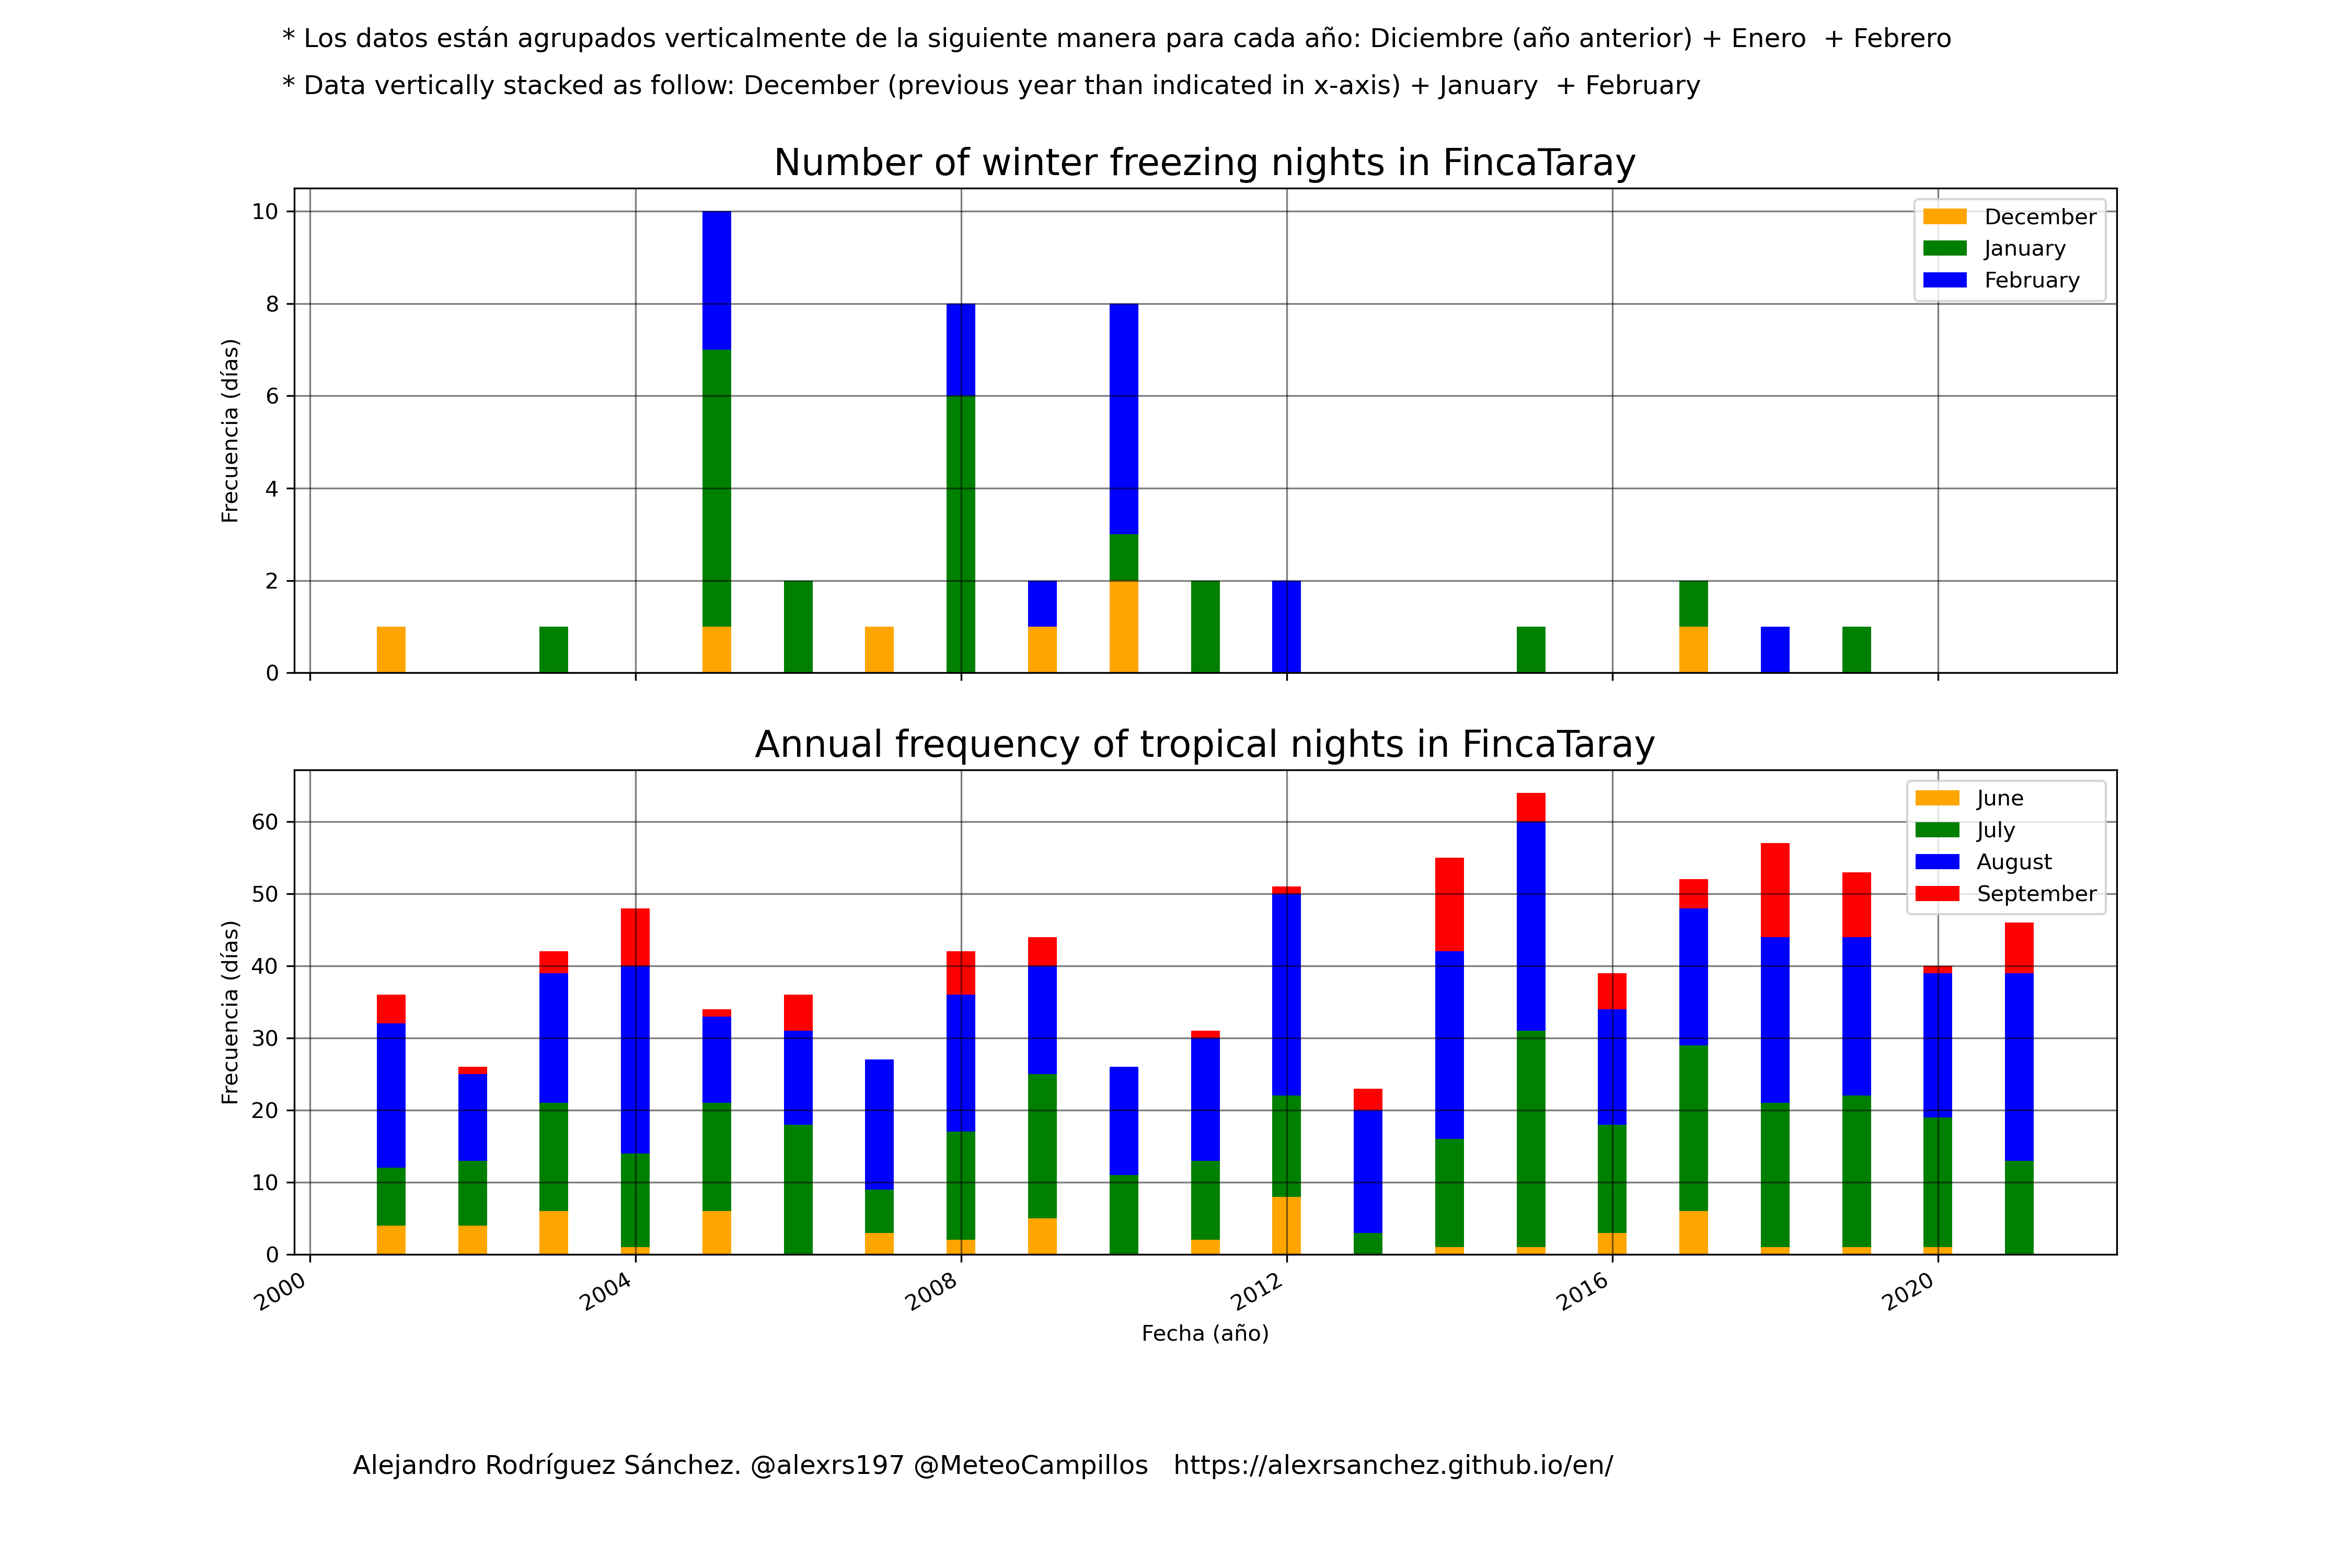 * Los datos están agrupados verticalmente de la siguiente manera para cada año: Diciembre (año anterior) + Enero  + Febrero
* Data vertically stacked as follow: December (previous year than indicated in x-axis) + January  + February
Number of winter freezing nights in FincaTaray
10
8
6
4
2
0
Frecuencia (días)
December
January
February
Annual frequency of tropical nights in FincaTaray
60
50
40
30
20
10
0
Frecuencia (días)
June
July
August
September
2000
2004
2008
2012
2016
2020
Fecha (año)
Alejandro Rodríguez Sánchez. @alexrs197 @MeteoCampillos   https://alexrsanchez.github.io/en/